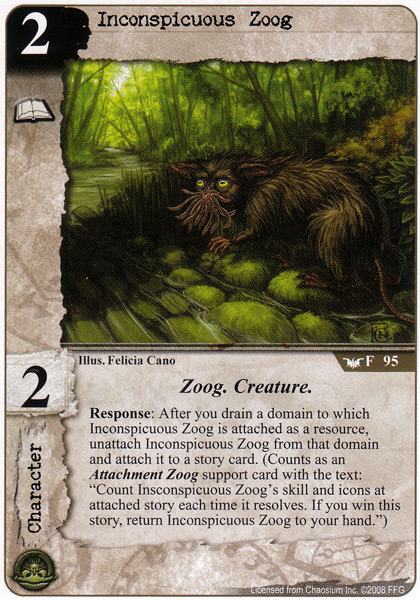 2
Inconspicuous Zoog
Illus. Felicia Cano
F 95
2
Zoog. Creature.
Response: After you drain a domain to which
Inconspicuous Zoog is attached as a resource,
unattach Inconspicuous Zoog from that domain
and attach it to a story card. (Counts as an
Attachment Zoog support card with the text:
“Count Insconspicuous Zoog’s skill and icons at
attached story each time it resolves. If you win this
story, return Inconspicuous Zoog to your hand.”)
Character
Licensed from Chaosium Inc. ©2008 FFG